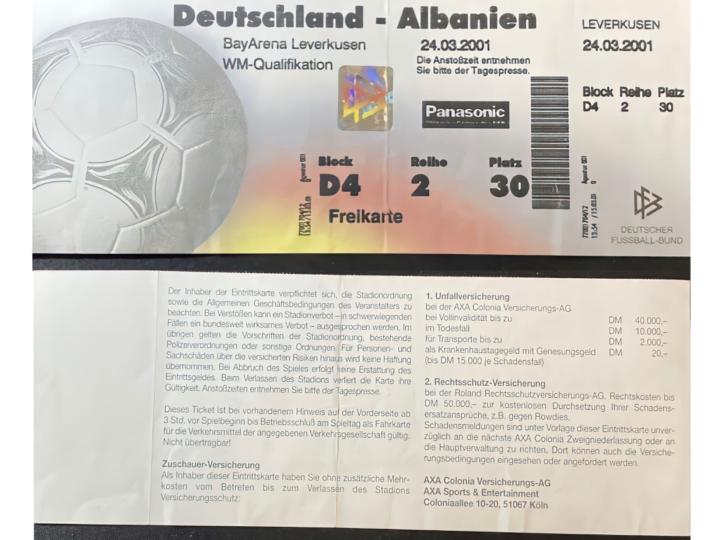 Deutschland - Albanien
BayArena Leverkusen
WM-Qualifikation
24.03.2001
Die Anstoßzeit entnehmen
Sie bitte der Tagespresse.
Panasonic
Block Reihe Platz
D4 2 30
Freikarte
LEVERKUSEN
24.03.2001
Block Reihe Platz
D4 2 30
DEUTSCHER
FUSSBALL-BUND
Der Inhaber der Eintrittskarte verpflichtet sich, die Stadionordnung
sowie die Allgemeinen Geschäftsbedingungen des Veranstalters zu
beachten. Bei Verstößen kann ein Stadionverbot – in schwerwiegenden
Fällen ein bundesweit wirksames Verbot – ausgesprochen werden. Im
übrigen gelten die Vorschriften der Stadionordnung, bestehende
Polizeiverordnungen oder sonstige Ordnungen. Für Personen- und
Sachschäden über die versicherten Risiken hinaus wird keine Haftung
übernommen. Bei Abbruch des Spieles erfolgt keine Erstattung des
Eintrittsgeldes. Beim Verlassen des Stadions verliert die Karte ihre
Gültigkeit. Anstoßzeiten entnehmen Sie bitte der Tagespresse.
Dieses Ticket ist bei vorhandenem Hinweis auf der Vorderseite ab
3 Std. vor Spielbeginn bis Betriebsschluß am Spieltag als Fahrkarte
für die Verkehrsmittel der angegebenen Verkehrsgesellschaft gültig.
Nicht übertragbar!
Zuschauer-Versicherung
Als Inhaber dieser Eintrittskarte haben Sie ohne zusätzliche Mehr-
kosten vom Betreten bis zum Verlassen des Stadions
Versicherungsschutz:
1. Unfallversicherung
bei der AXA Colonia Versicherungs-AG
bei Vollinvalidität bis zu DM 40.000,–
im Todesfall DM 10.000,–
für Transporte bis zu DM 2.000,–
als Krankenhaustagegeld mit Genesungsgeld DM 20,–
(bis DM 15.000 je Schadensfall)
2. Rechtsschutz-Versicherung
bei der Roland Rechtsschutzversicherungs-AG. Rechtskosten bis
DM 50.000,– zur kostenlosen Durchsetzung Ihrer Schadens-
ersatzansprüche, z.B. gegen Rowdies.
Schadensmeldungen sind unter Vorlage dieser Eintrittskarte unver-
züglich an die nächste AXA Colonia Zweigniederlassung oder an
die Hauptverwaltung zu richten. Dort können auch die Versiche-
rungsbedingungen eingesehen oder angefordert werden.
AXA Colonia Versicherungs-AG
AXA Sports & Entertainment
Coloniaallee 10-20, 51067 Köln